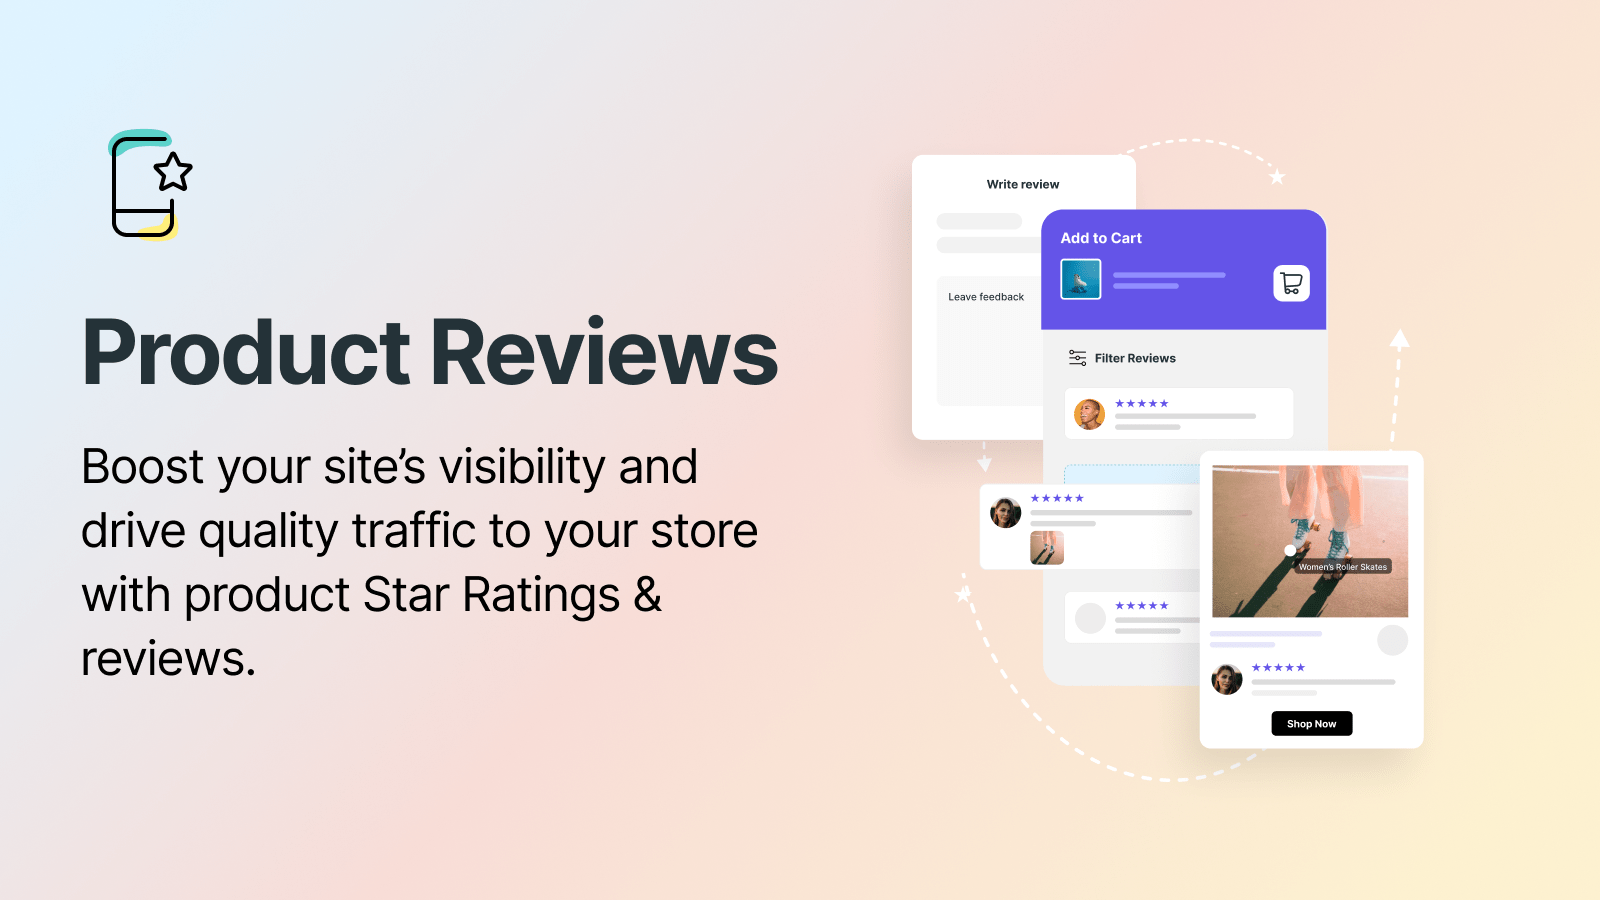 Product Reviews
Boost your site’s visibility and
drive quality traffic to your store
with product Star Ratings &
reviews.
Write review
Leave feedback
Add to Cart
Filter Reviews
Women's Roller Skates
Shop Now